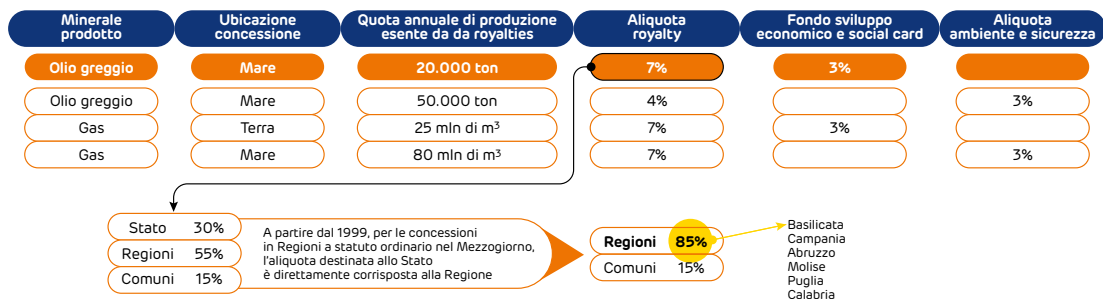 Minerale prodotto
Ubicazione concessione
Quota annuale di produzione esente da da royalties
Aliquota royalty
Fondo sviluppo economico e social card
Aliquota ambiente e sicurezza
Olio greggio Mare 20.000 ton 7% 3%
Olio greggio Mare 50.000 ton 4% 3%
Gas Terra 25 mln di m³ 7% 3%
Gas Mare 80 mln di m³ 7% 3%
Stato 30%
Regioni 55%
Comuni 15%
A partire dal 1999, per le concessioni
in Regioni a statuto ordinario nel Mezzogiorno,
l'aliquota destinata allo Stato
è direttamente corrisposta alla Regione
Regioni 85%
Comuni 15%
Basilicata
Campania
Abruzzo
Molise
Puglia
Calabria